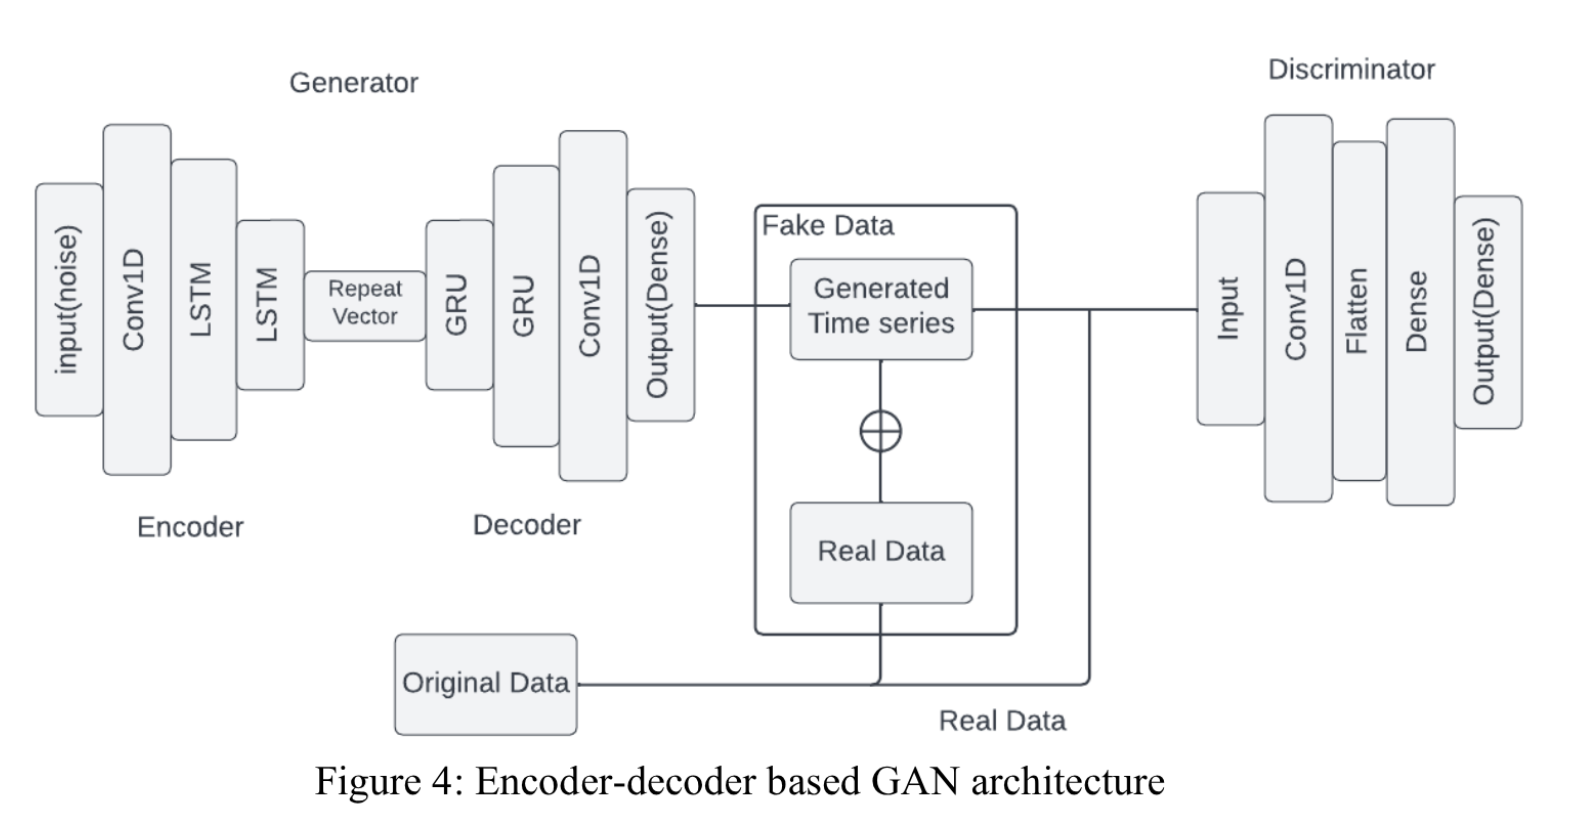 Generator
Discriminator
input(noise)
Conv1D
LSTM
LSTM
Repeat
Vector
GRU
GRU
Conv1D
Output(Dense)
Fake Data
Generated
Time series
Real Data
Input
Conv1D
Flatten
Dense
Output(Dense)
Encoder
Decoder
Original Data
Real Data
Figure 4: Encoder-decoder based GAN architecture